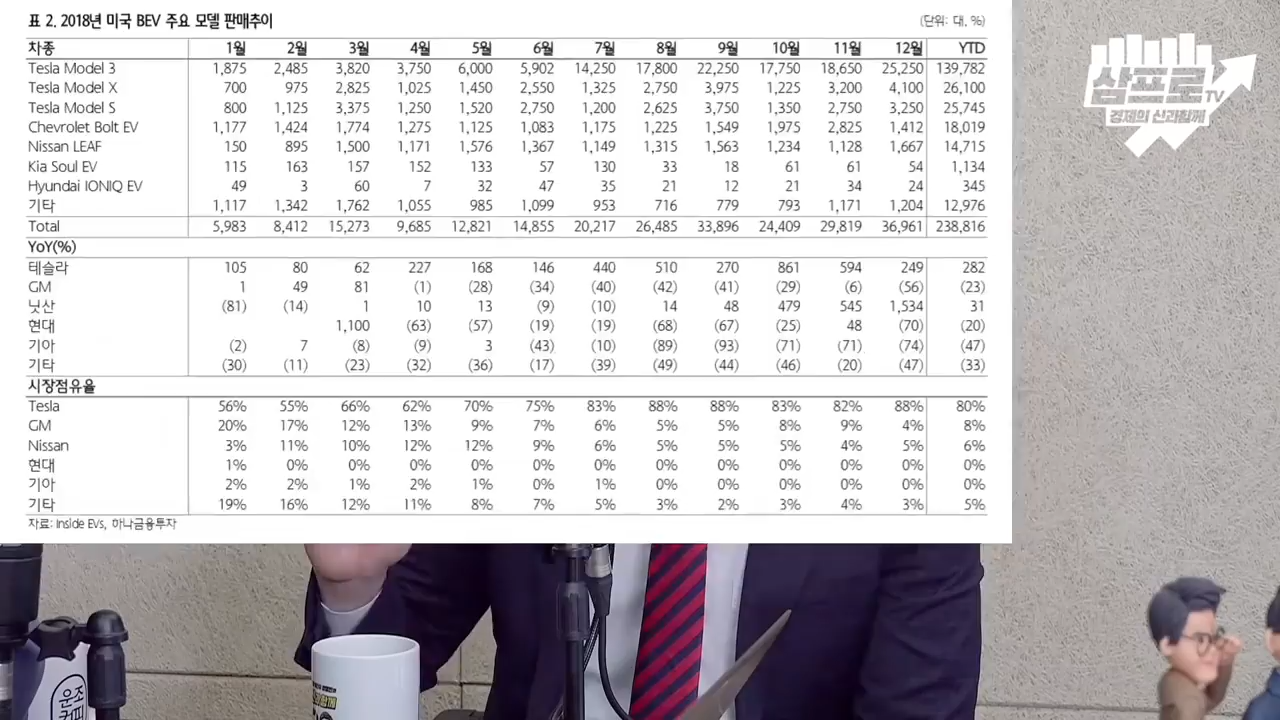 표 2. 2018년 미국 BEV 주요 모델 판매추이 (단위: 대, %)
차종 1월 2월 3월 4월 5월 6월 7월 8월 9월 10월 11월 12월 YTD
Tesla Model 3 1,875 2,485 3,820 3,750 6,000 5,902 14,250 17,800 22,250 17,750 18,650 25,250 139,782
Tesla Model X 700 975 2,825 1,025 1,450 2,550 1,325 2,750 3,975 1,225 3,200 4,100 26,100
Tesla Model S 800 1,125 3,375 1,250 1,520 2,750 1,200 2,625 3,750 1,350 2,750 3,250 25,745
Chevrolet Bolt EV 1,177 1,424 1,774 1,275 1,125 1,083 1,175 1,225 1,549 1,975 2,825 1,412 18,019
Nissan LEAF 150 895 1,500 1,171 1,576 1,367 1,149 1,315 1,563 1,234 1,128 1,667 14,715
Kia Soul EV 115 163 157 152 133 57 130 33 18 61 61 54 1,134
Hyundai IONIQ EV 49 3 60 7 32 47 35 21 12 21 34 24 345
기타 1,117 1,342 1,762 1,055 985 1,099 953 716 779 793 1,171 1,204 12,976
Total 5,983 8,412 15,273 9,685 12,821 14,855 20,217 26,485 33,896 24,409 29,819 36,961 238,816
YoY(%)
테슬라 105 80 62 227 168 146 440 510 270 861 594 249 282
GM 1 49 81 (1) (28) (34) (40) (42) (41) (29) (6) (56) (23)
닛산 (81) (14) 1 10 13 (9) (10) 14 48 479 545 1,534 31
현대 1,100 (63) (57) (19) (19) (68) (67) (25) 48 (70) (20)
기아 (2) 7 (8) (9) 3 (43) (10) (89) (93) (71) (71) (74) (47)
기타 (30) (11) (23) (32) (36) (17) (39) (49) (44) (46) (20) (47) (33)
시장점유율
Tesla 56% 55% 66% 62% 70% 75% 83% 88% 88% 83% 82% 88% 80%
GM 20% 17% 12% 13% 9% 7% 6% 5% 5% 8% 9% 4% 8%
Nissan 3% 11% 10% 12% 12% 9% 6% 5% 5% 5% 4% 5% 6%
현대 1% 0% 0% 0% 0% 0% 0% 0% 0% 0% 0% 0% 0%
기아 2% 2% 1% 2% 1% 0% 1% 0% 0% 0% 0% 0% 0%
기타 19% 16% 12% 11% 8% 7% 5% 3% 2% 3% 4% 3% 5%
자료: Inside EVs, 하나금융투자
삼프로TV
경제의 신과함께